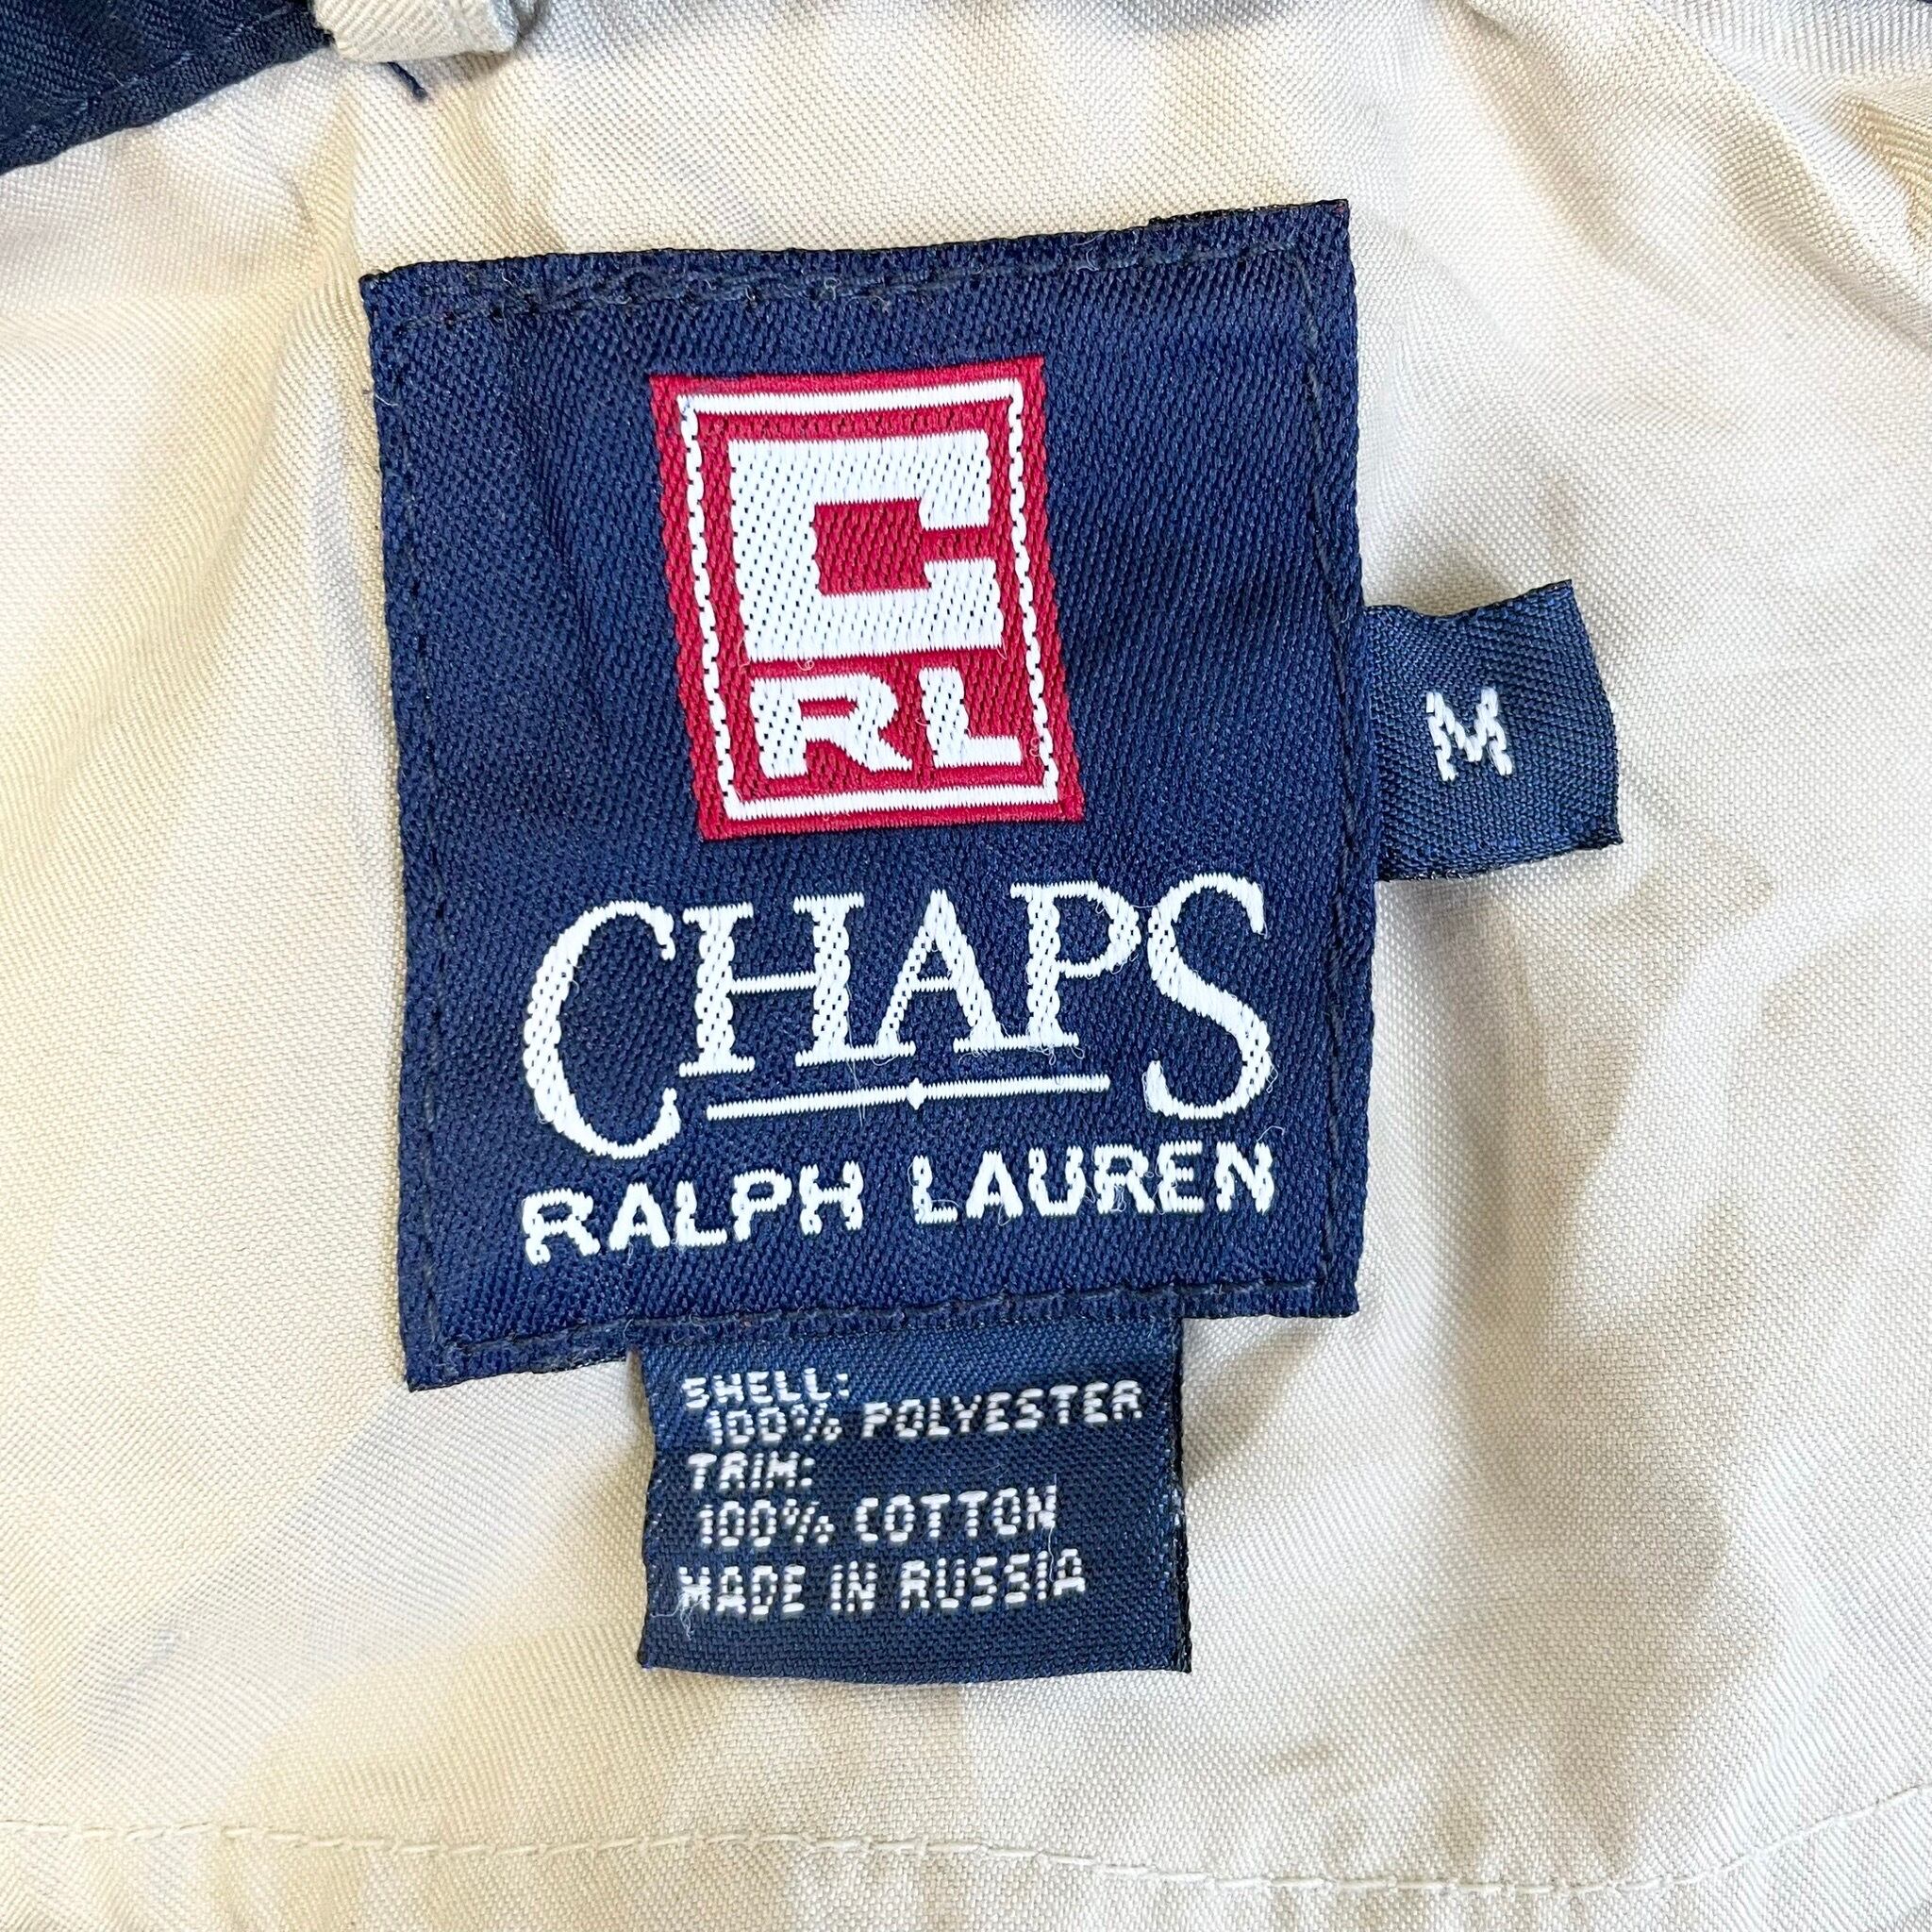 C
RL
M
CHAPS
RALPH LAUREN
SHELL:
100% POLYESTER
TRIM:
100% COTTON
MADE IN RUSSIA